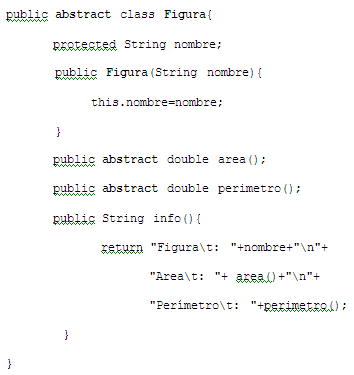 public abstract class Figura{
protected String nombre;
public Figura(String nombre){
this.nombre=nombre;
}
public abstract double area();
public abstract double perimetro();
public String info(){
return "Figura\t: "+nombre+"\n"+
"Area\t: "+ area()+"\n"+
"Perímetro\t: "+perimetro();
}
}